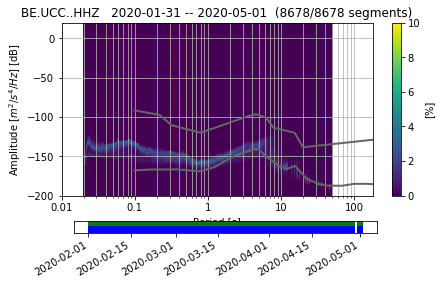 BE.UCC..HHZ   2020-01-31 -- 2020-05-01  (8678/8678 segments)
Amplitude [m²/s⁴/Hz] [dB]
0
−50
−100
−150
−200
0.01 0.1 1 10 100
Period [s]
10
8
6
4
2
0
[%]
2020-02-01 2020-02-15 2020-03-01 2020-03-15 2020-04-01 2020-04-15 2020-05-01